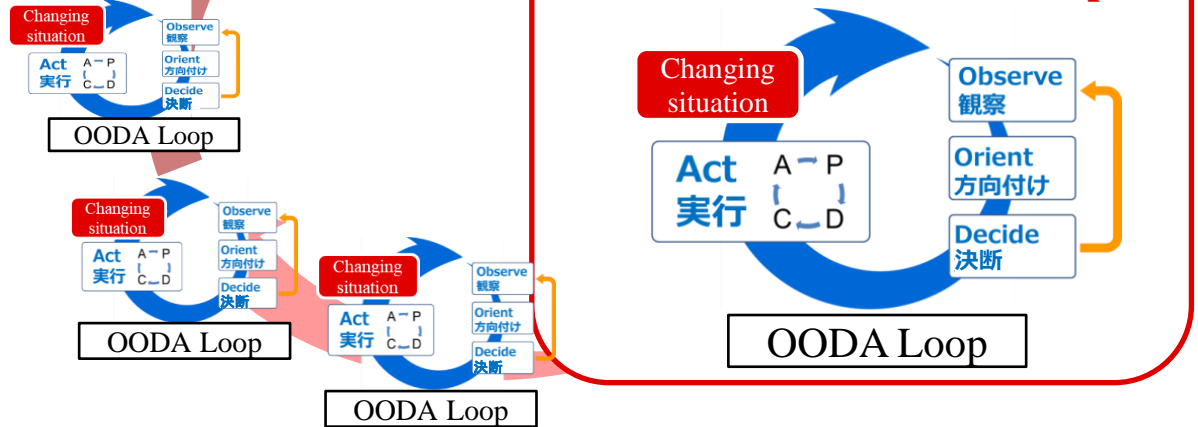 Changing
situation
Observe
観察
Act
実行
A P
C D
Orient
方向付け
Decide
決断
OODA Loop
Changing
situation
Observe
観察
Act
実行
A P
C D
Orient
方向付け
Decide
決断
OODA Loop
Changing
situation
Observe
観察
Act
実行
A P
C D
Orient
方向付け
Decide
決断
OODA Loop
Changing
situation
Observe
観察
Act
実行
A P
C D
Orient
方向付け
Decide
決断
OODA Loop